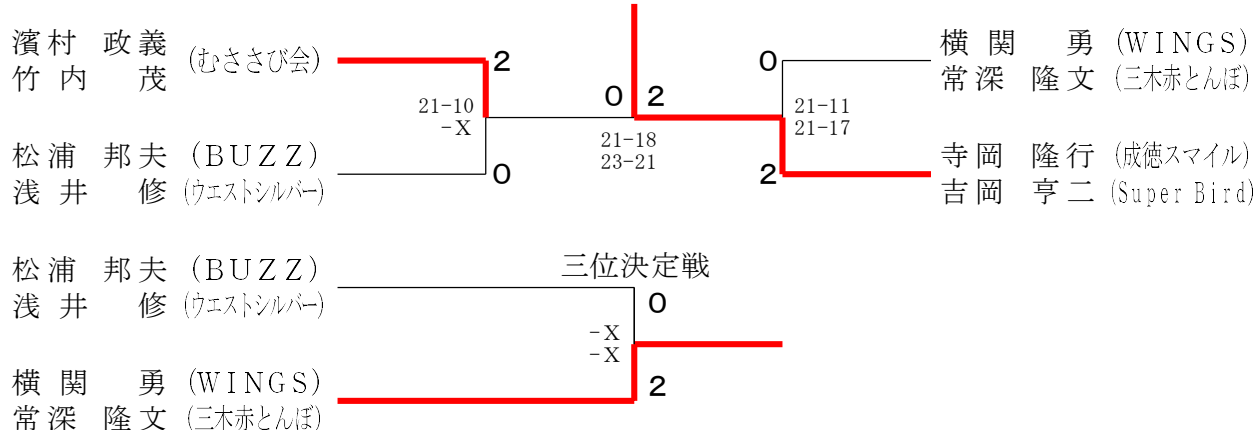 濱村 政義 (むささび会)
竹内 茂
2
21-10
-X
松浦 邦夫 (BUZZ)
浅井 修 (ウエストシルバー)
0
0 2
21-18
23-21
横関 勇 (WINGS)
常深 隆文 (三木赤とんぼ)
0
21-11
21-17
寺岡 隆行 (成徳スマイル)
吉岡 亨二 (Super Bird)
2
三位決定戦
松浦 邦夫 (BUZZ)
浅井 修 (ウエストシルバー)
0
-X
-X
横関 勇 (WINGS)
常深 隆文 (三木赤とんぼ)
2